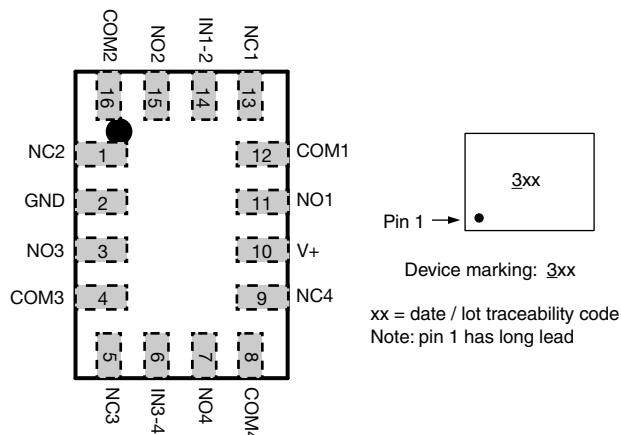 COM2
NO2
IN1-2
NC1
16
15
14
13
NC2
1
12
COM1
GND
2
11
NO1
NO3
3
10
V+
COM3
4
9
NC4
5
6
7
8
NC3
IN3-4
NO4
COM4
3xx
Pin 1
Device marking: 3xx
xx = date / lot traceability code
Note: pin 1 has long lead